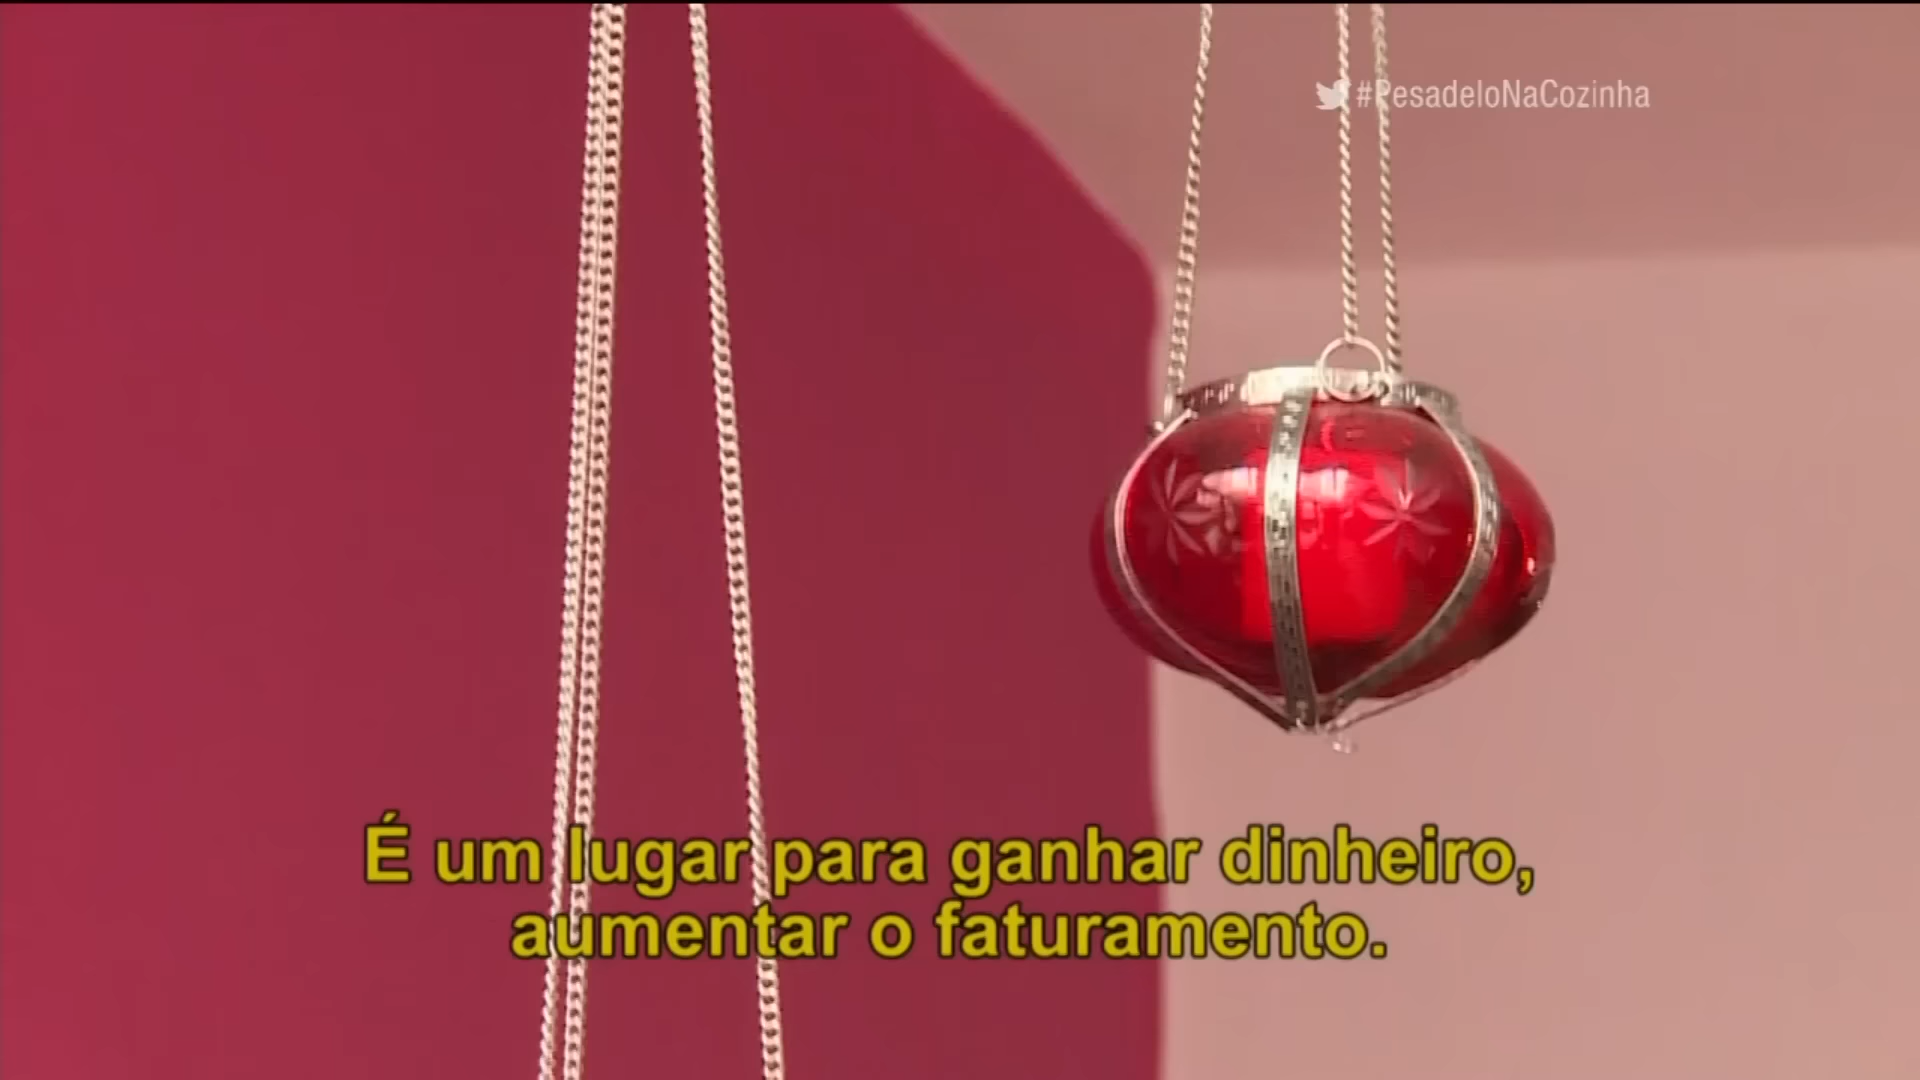 #PesadeloNaCozinha
É um lugar para ganhar dinheiro,
aumentar o faturamento.